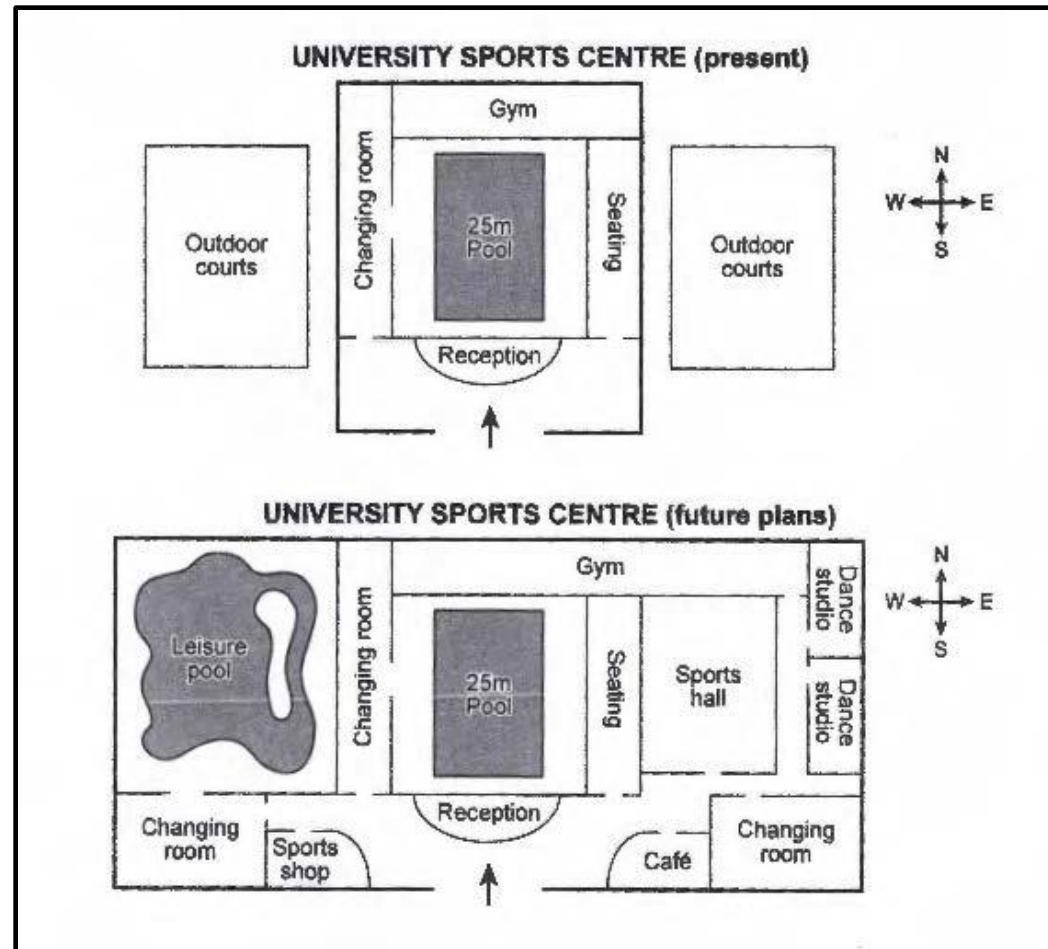 UNIVERSITY SPORTS CENTRE (present)
Gym
Changing room
25m
Pool
Seating
Outdoor
courts
Outdoor
courts
Reception
N
W
E
S
UNIVERSITY SPORTS CENTRE (future plans)
Leisure
pool
Changing room
Gym
25m
Pool
Seating
Sports
hall
Dance
studio
Dance
studio
Reception
Changing
room
Sports
shop
Café
Changing
room
N
W
E
S